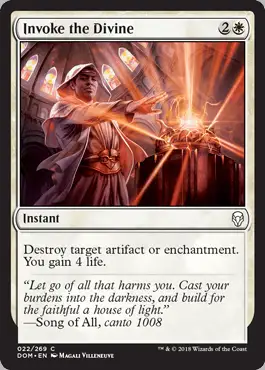 Invoke the Divine 2
Instant
Destroy target artifact or enchantment.
You gain 4 life.
“Let go of all that harms you. Cast your
burdens into the darkness, and build for
the faithful a house of light.”
—Song of All, canto 1008
022/269 C
DOM • EN Magali Villeneuve
™ & © 2018 Wizards of the Coast